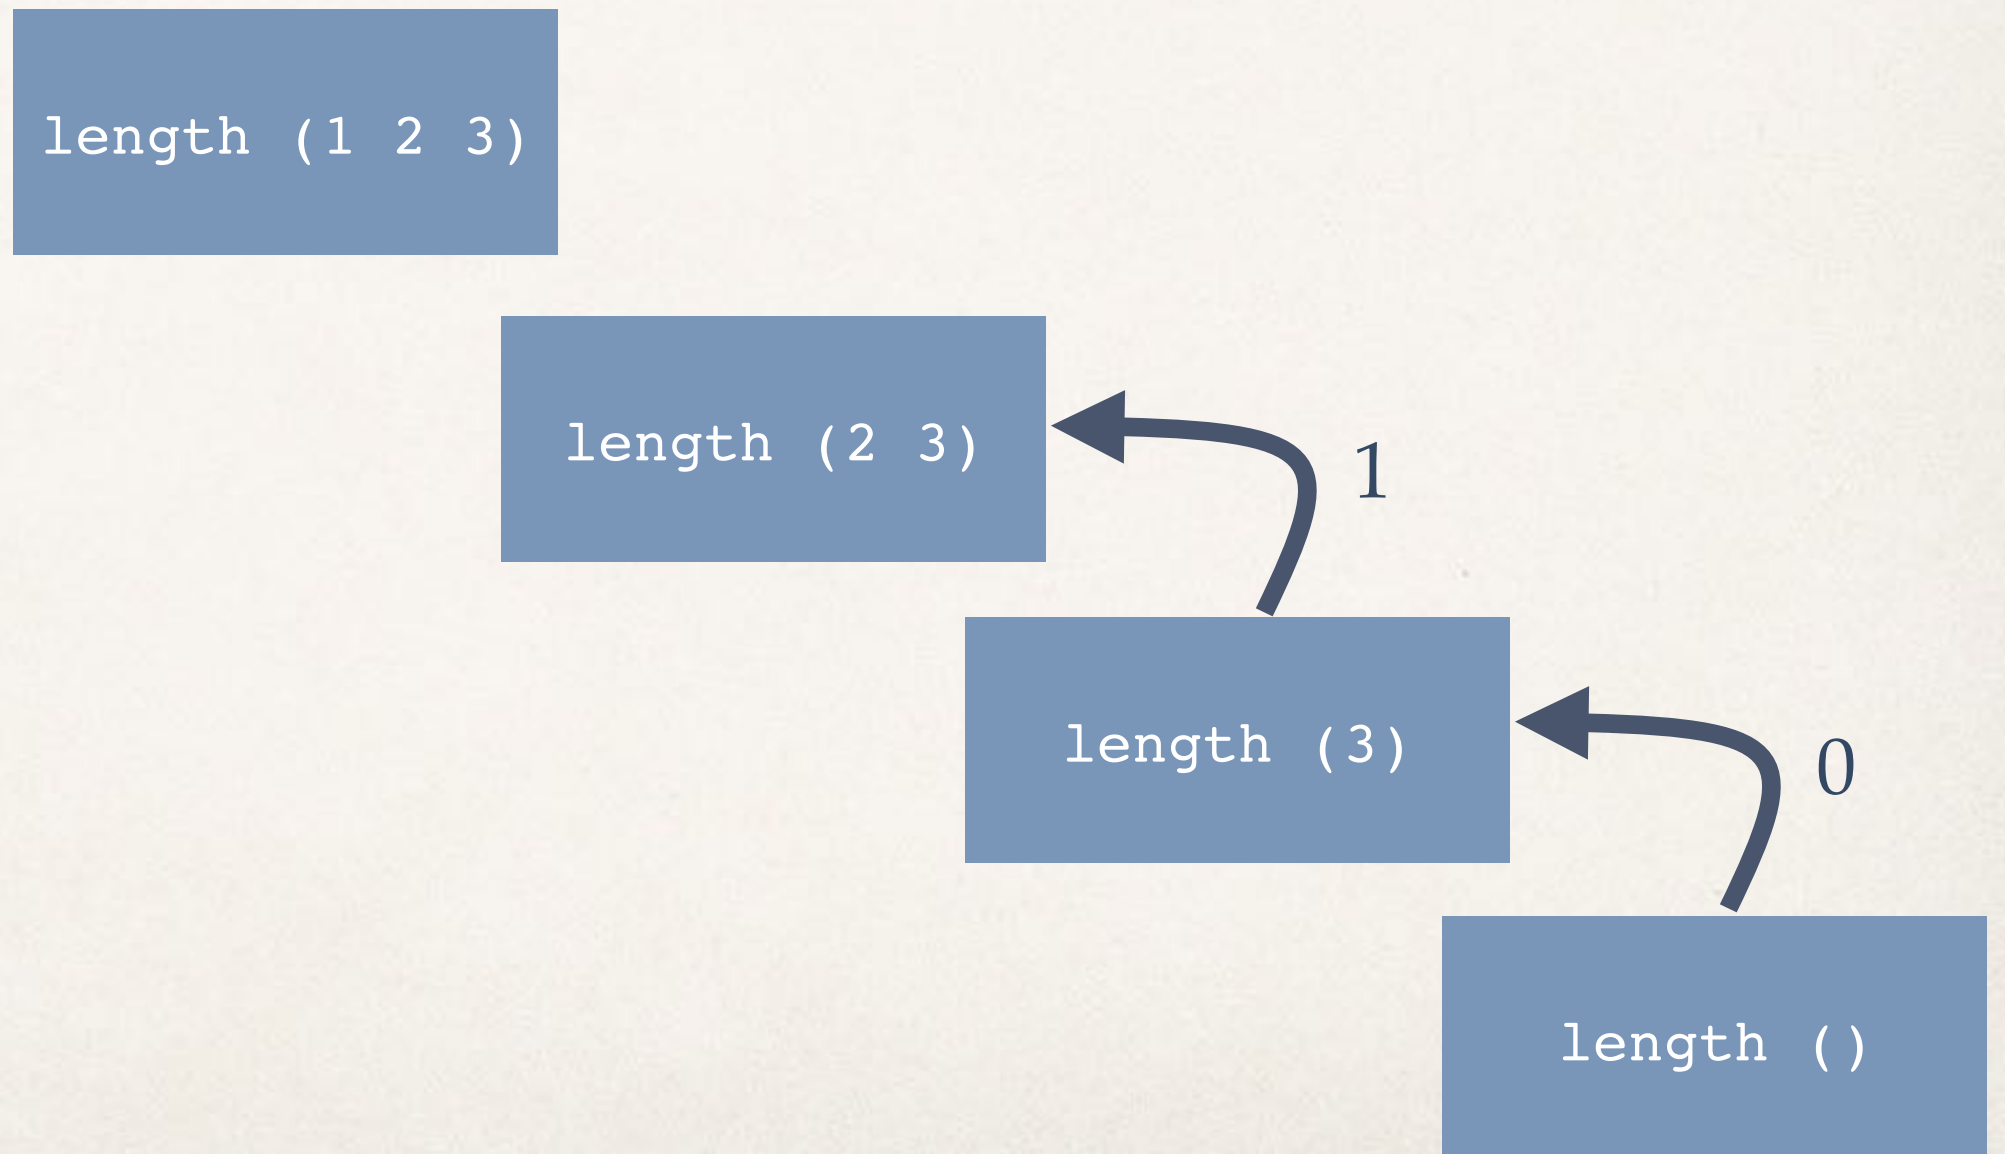 length (1 2 3)
length (2 3)
1
length (3)
0
length ()